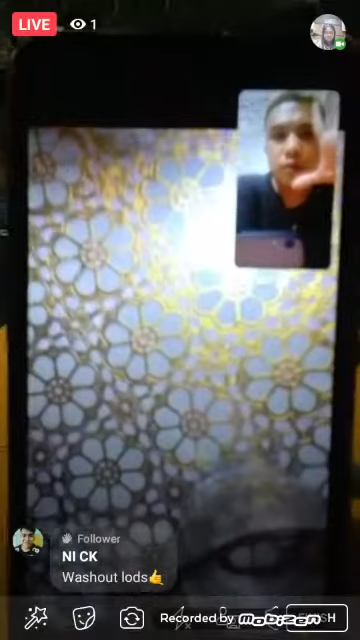 LIVE 1
Follower
NI CK
Washout lods🤙
Recorded by
MOBIZEN